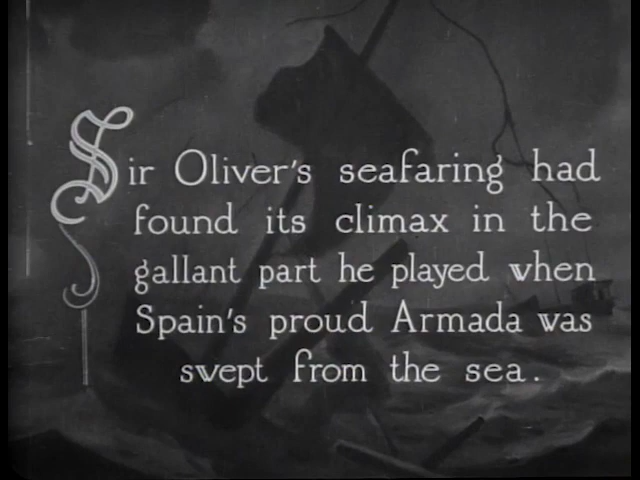 Sir Oliver's seafaring had
found its climax in the
gallant part he played when
Spain's proud Armada was
swept from the sea.